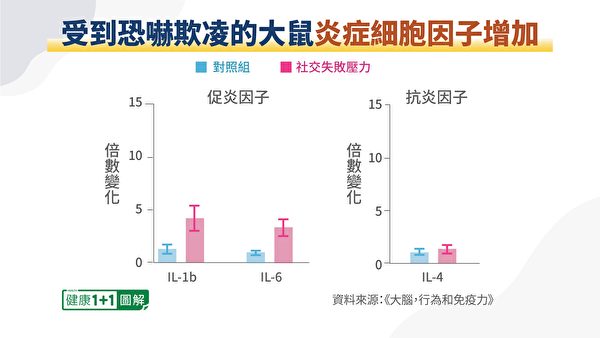 受到恐嚇欺凌的大鼠炎症細胞因子增加
對照組 社交失敗壓力
促炎因子
倍數變化
15
10
5
0
IL-1b IL-6
抗炎因子
倍數變化
15
10
5
0
IL-4
健康1+1圖解
資料來源：《大腦，行為和免疫力》